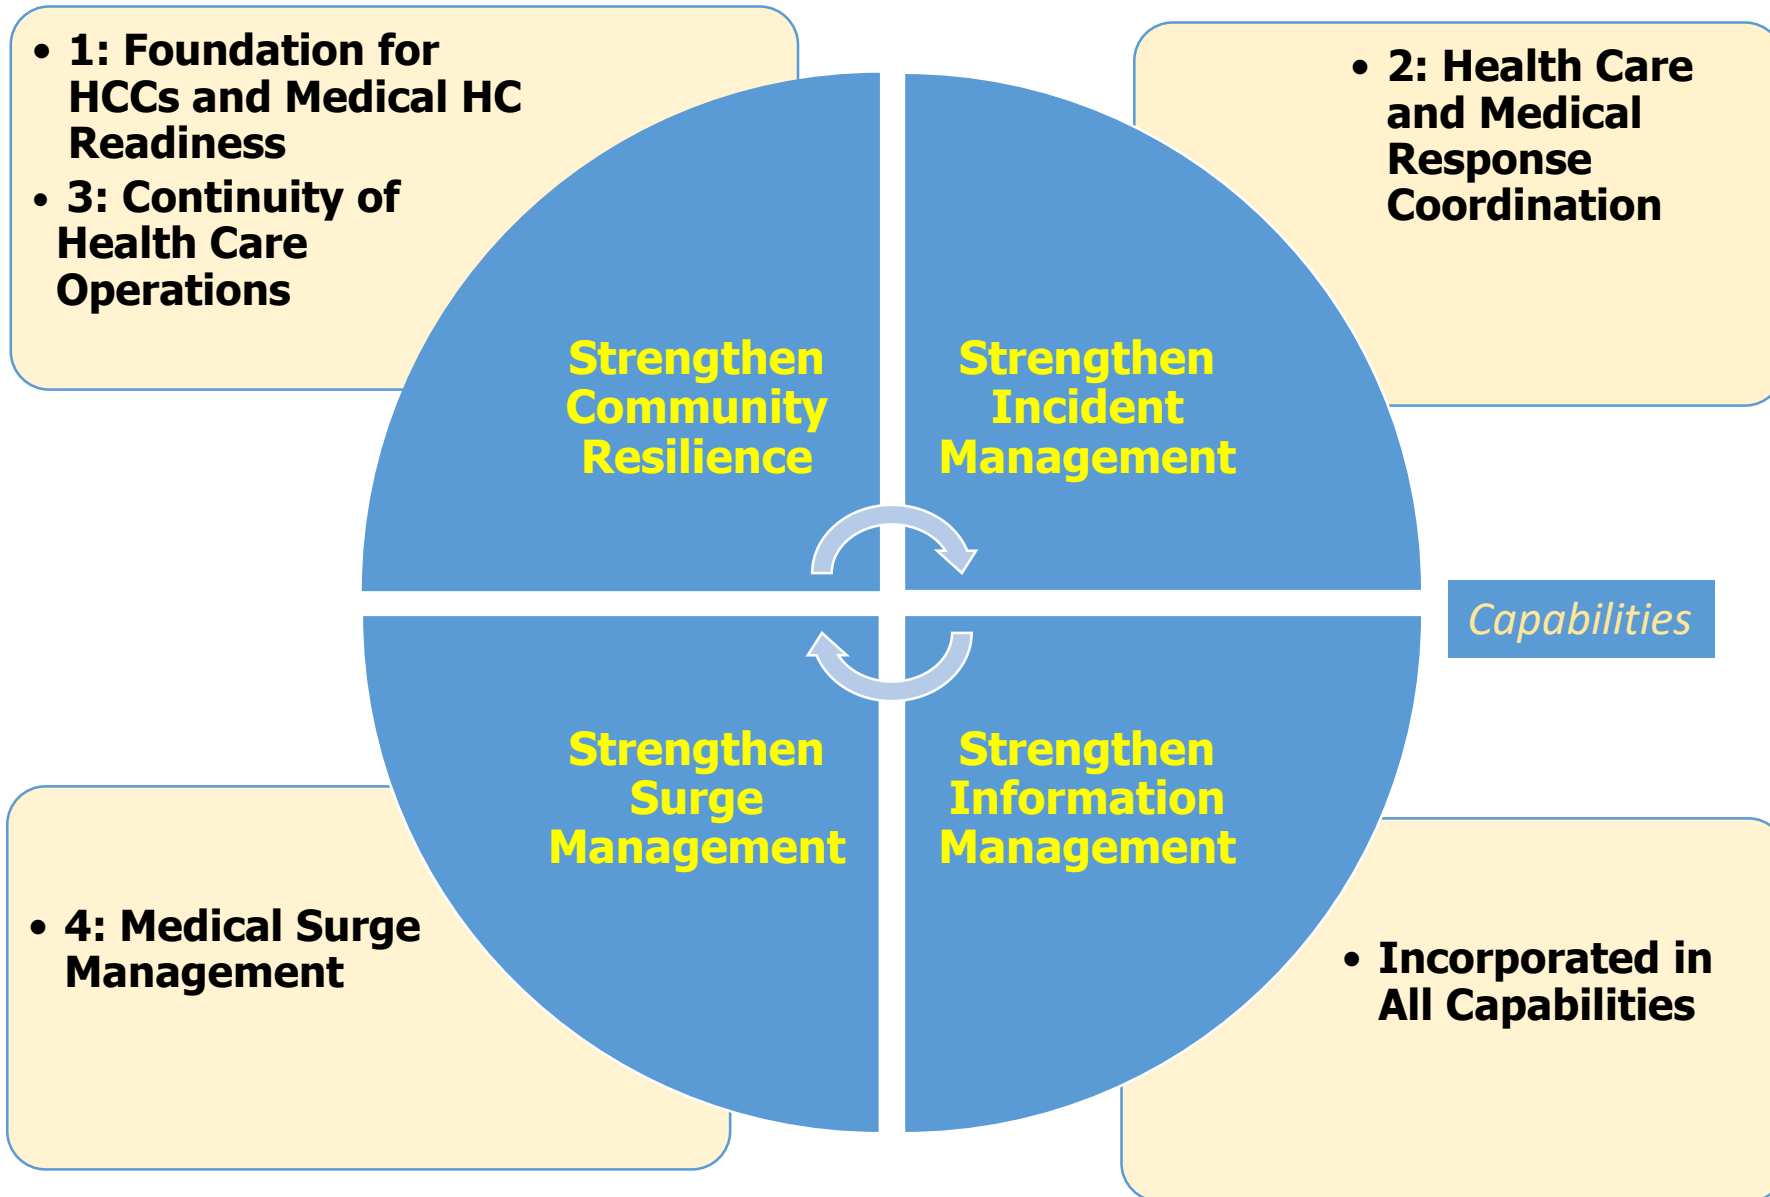 • 1: Foundation for
HCCs and Medical HC
Readiness
• 3: Continuity of
Health Care
Operations
• 2: Health Care
and Medical
Response
Coordination
Strengthen
Community
Resilience
Strengthen
Incident
Management
Capabilities
Strengthen
Surge
Management
Strengthen
Information
Management
• 4: Medical Surge
Management
• Incorporated in
All Capabilities